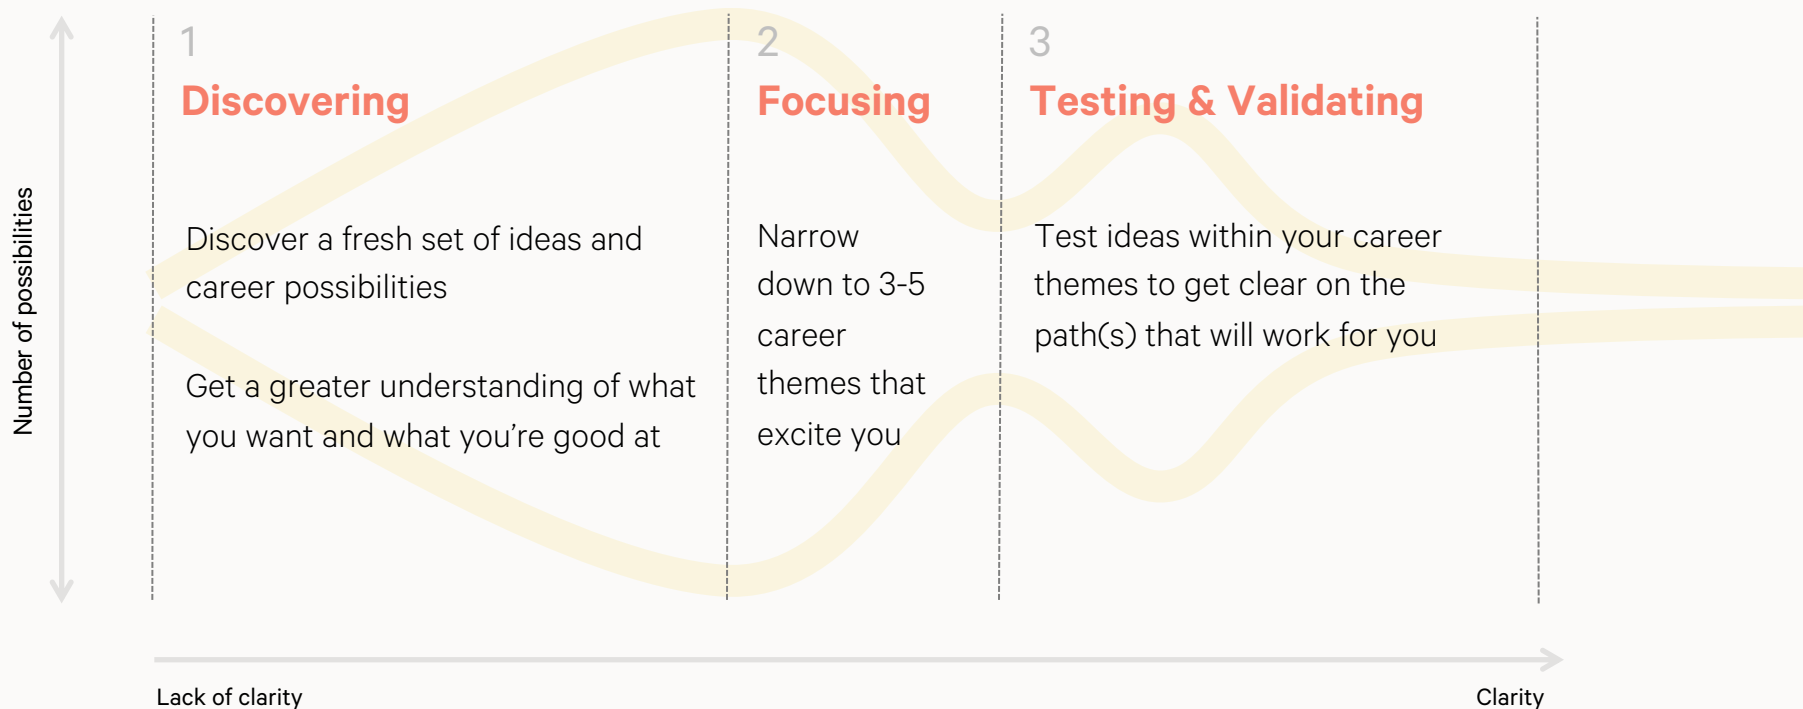 Number of possibilities
1
Discovering
Discover a fresh set of ideas and
career possibilities
Get a greater understanding of what
you want and what you’re good at
2
Focusing
Narrow
down to 3-5
career
themes that
excite you
3
Testing & Validating
Test ideas within your career
themes to get clear on the
path(s) that will work for you
Lack of clarity
Clarity